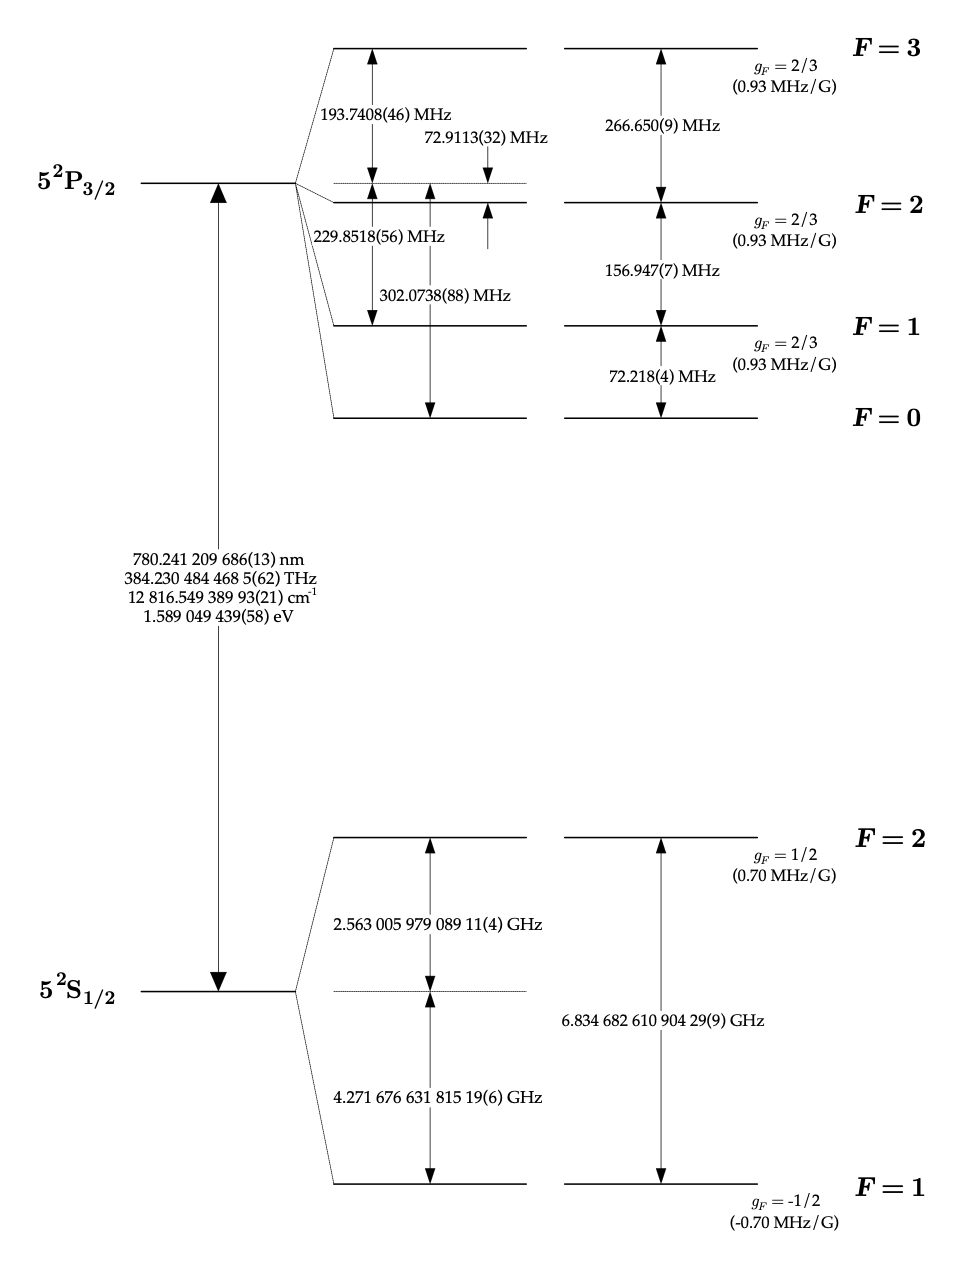 F = 3
g_F = 2/3
(0.93 MHz/G)
193.7408(46) MHz
72.9113(32) MHz
266.650(9) MHz
5²P₃/₂
F = 2
g_F = 2/3
(0.93 MHz/G)
229.8518(56) MHz
156.947(7) MHz
302.0738(88) MHz
F = 1
g_F = 2/3
(0.93 MHz/G)
72.218(4) MHz
F = 0
780.241 209 686(13) nm
384.230 484 468 5(62) THz
12 816.549 389 93(21) cm⁻¹
1.589 049 439(58) eV
F = 2
g_F = 1/2
(0.70 MHz/G)
2.563 005 979 089 11(4) GHz
5²S₁/₂
6.834 682 610 904 29(9) GHz
4.271 676 631 815 19(6) GHz
F = 1
g_F = -1/2
(-0.70 MHz/G)